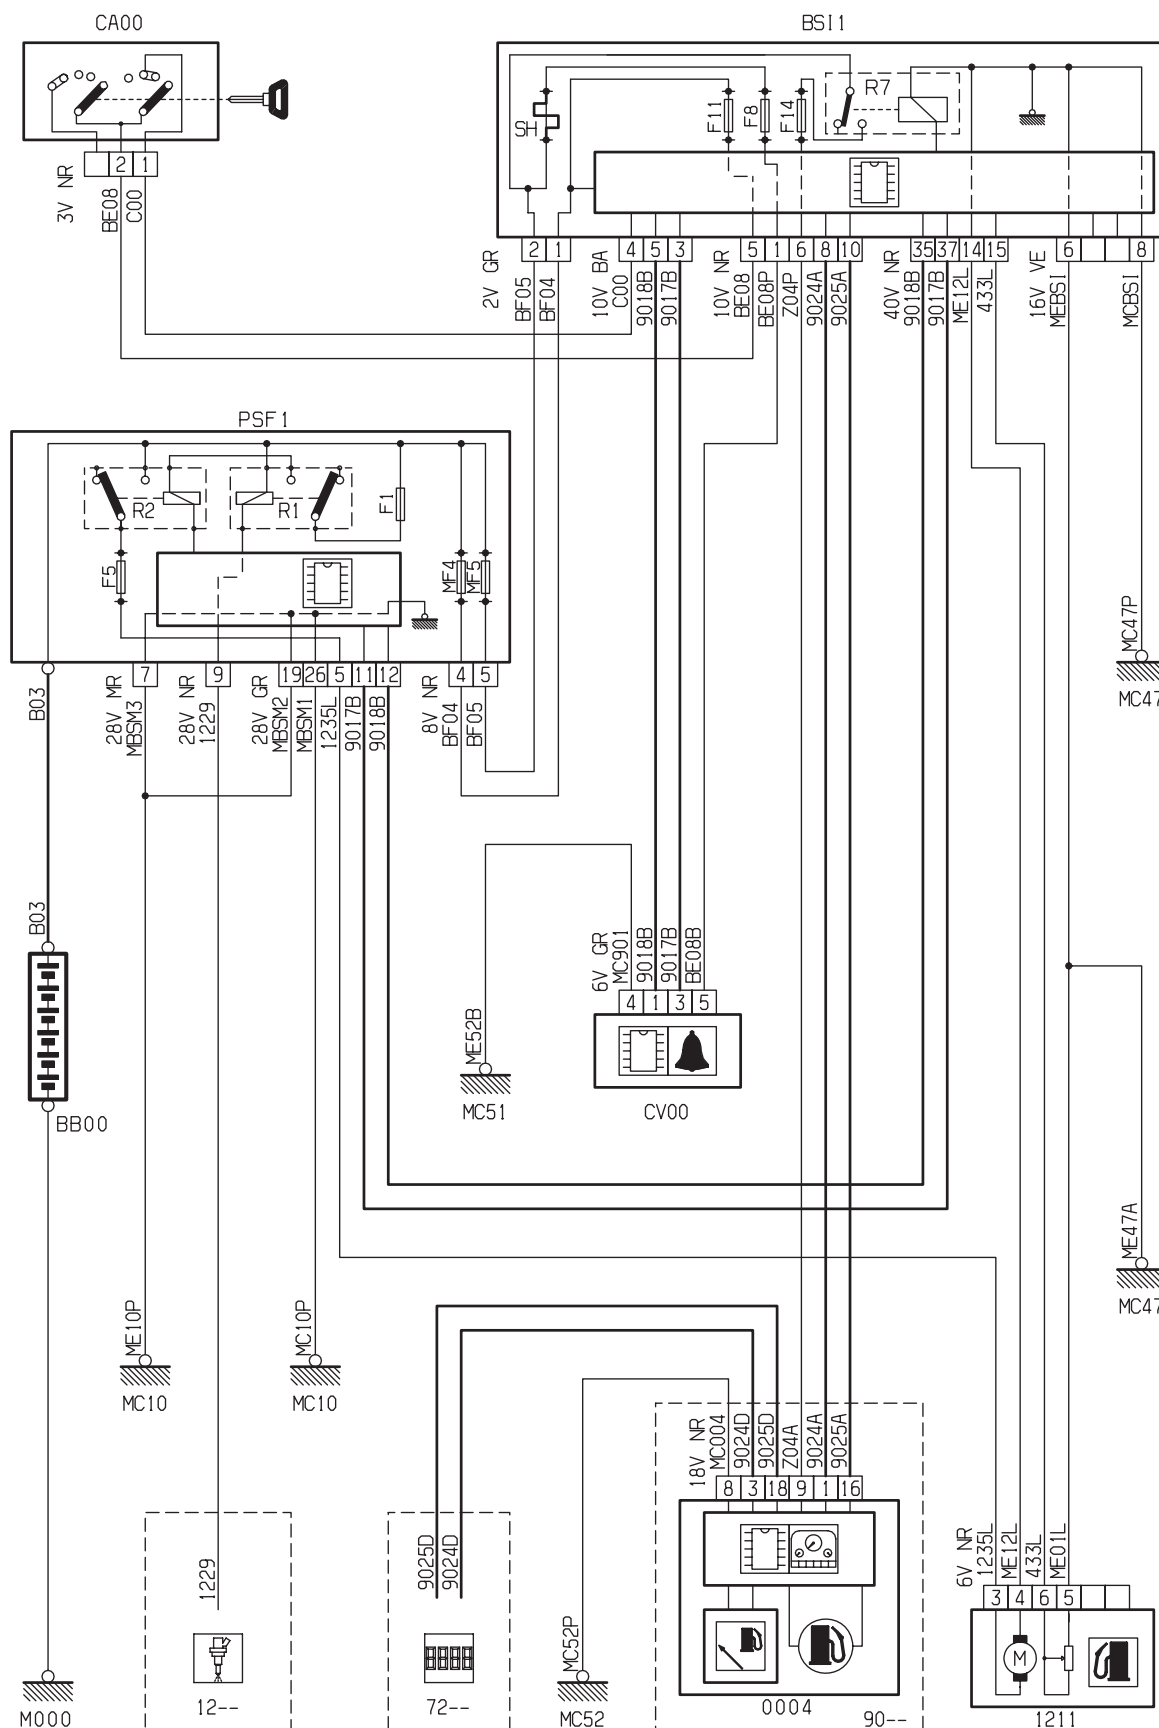 CA00
BSI1
SH
F11
F8
F14
R7
2
1
3V NR
BE08
C00
2
1
4
5
3
5
1
6
8
10
35
37
14
15
6
8
2V GR
BF05
BF04
10V BA
C00
9018B
9017B
10V NR
BE08
BE08P
Z04P
9024A
9025A
40V NR
9018B
9017B
ME12L
433L
16V VE
MEBSI
MCBSI
PSF1
R2
R1
F1
F5
MF4
MF5
7
9
19
26
5
11
12
4
5
B03
28V MR
MBSM3
28V NR
1229
28V GR
MBSM2
MBSM1
1235L
9017B
9018B
8V NR
BF04
BF05
MC47P
MC47
B03
BB00
6V GR
MC901
9018B
9017B
BE08B
4
1
3
5
CV00
ME52B
MC51
ME47A
MC47
ME10P
MC10
MC10P
MC10
18V NR
MC004
9024D
9025D
Z04A
9024A
9025A
8
3
18
9
1
16
1229
9025D
9024D
6V NR
1235L
ME12L
433L
ME01L
3
4
6
5
M
M000
12--
72--
MC52P
MC52
0004
90--
1211